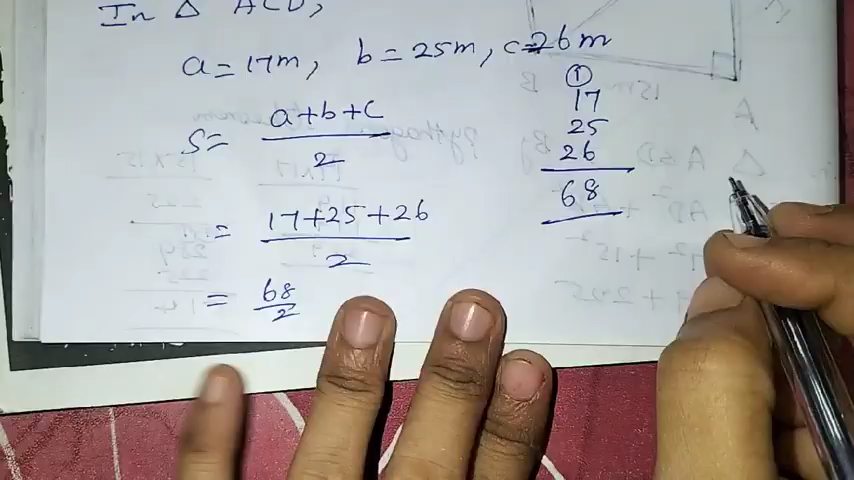 In △ ACD,
a = 17m, b = 25m, c = 26m
S = a+b+c / 2
= 17+25+26 / 2
= 68 / 2
①
17
25
26
68